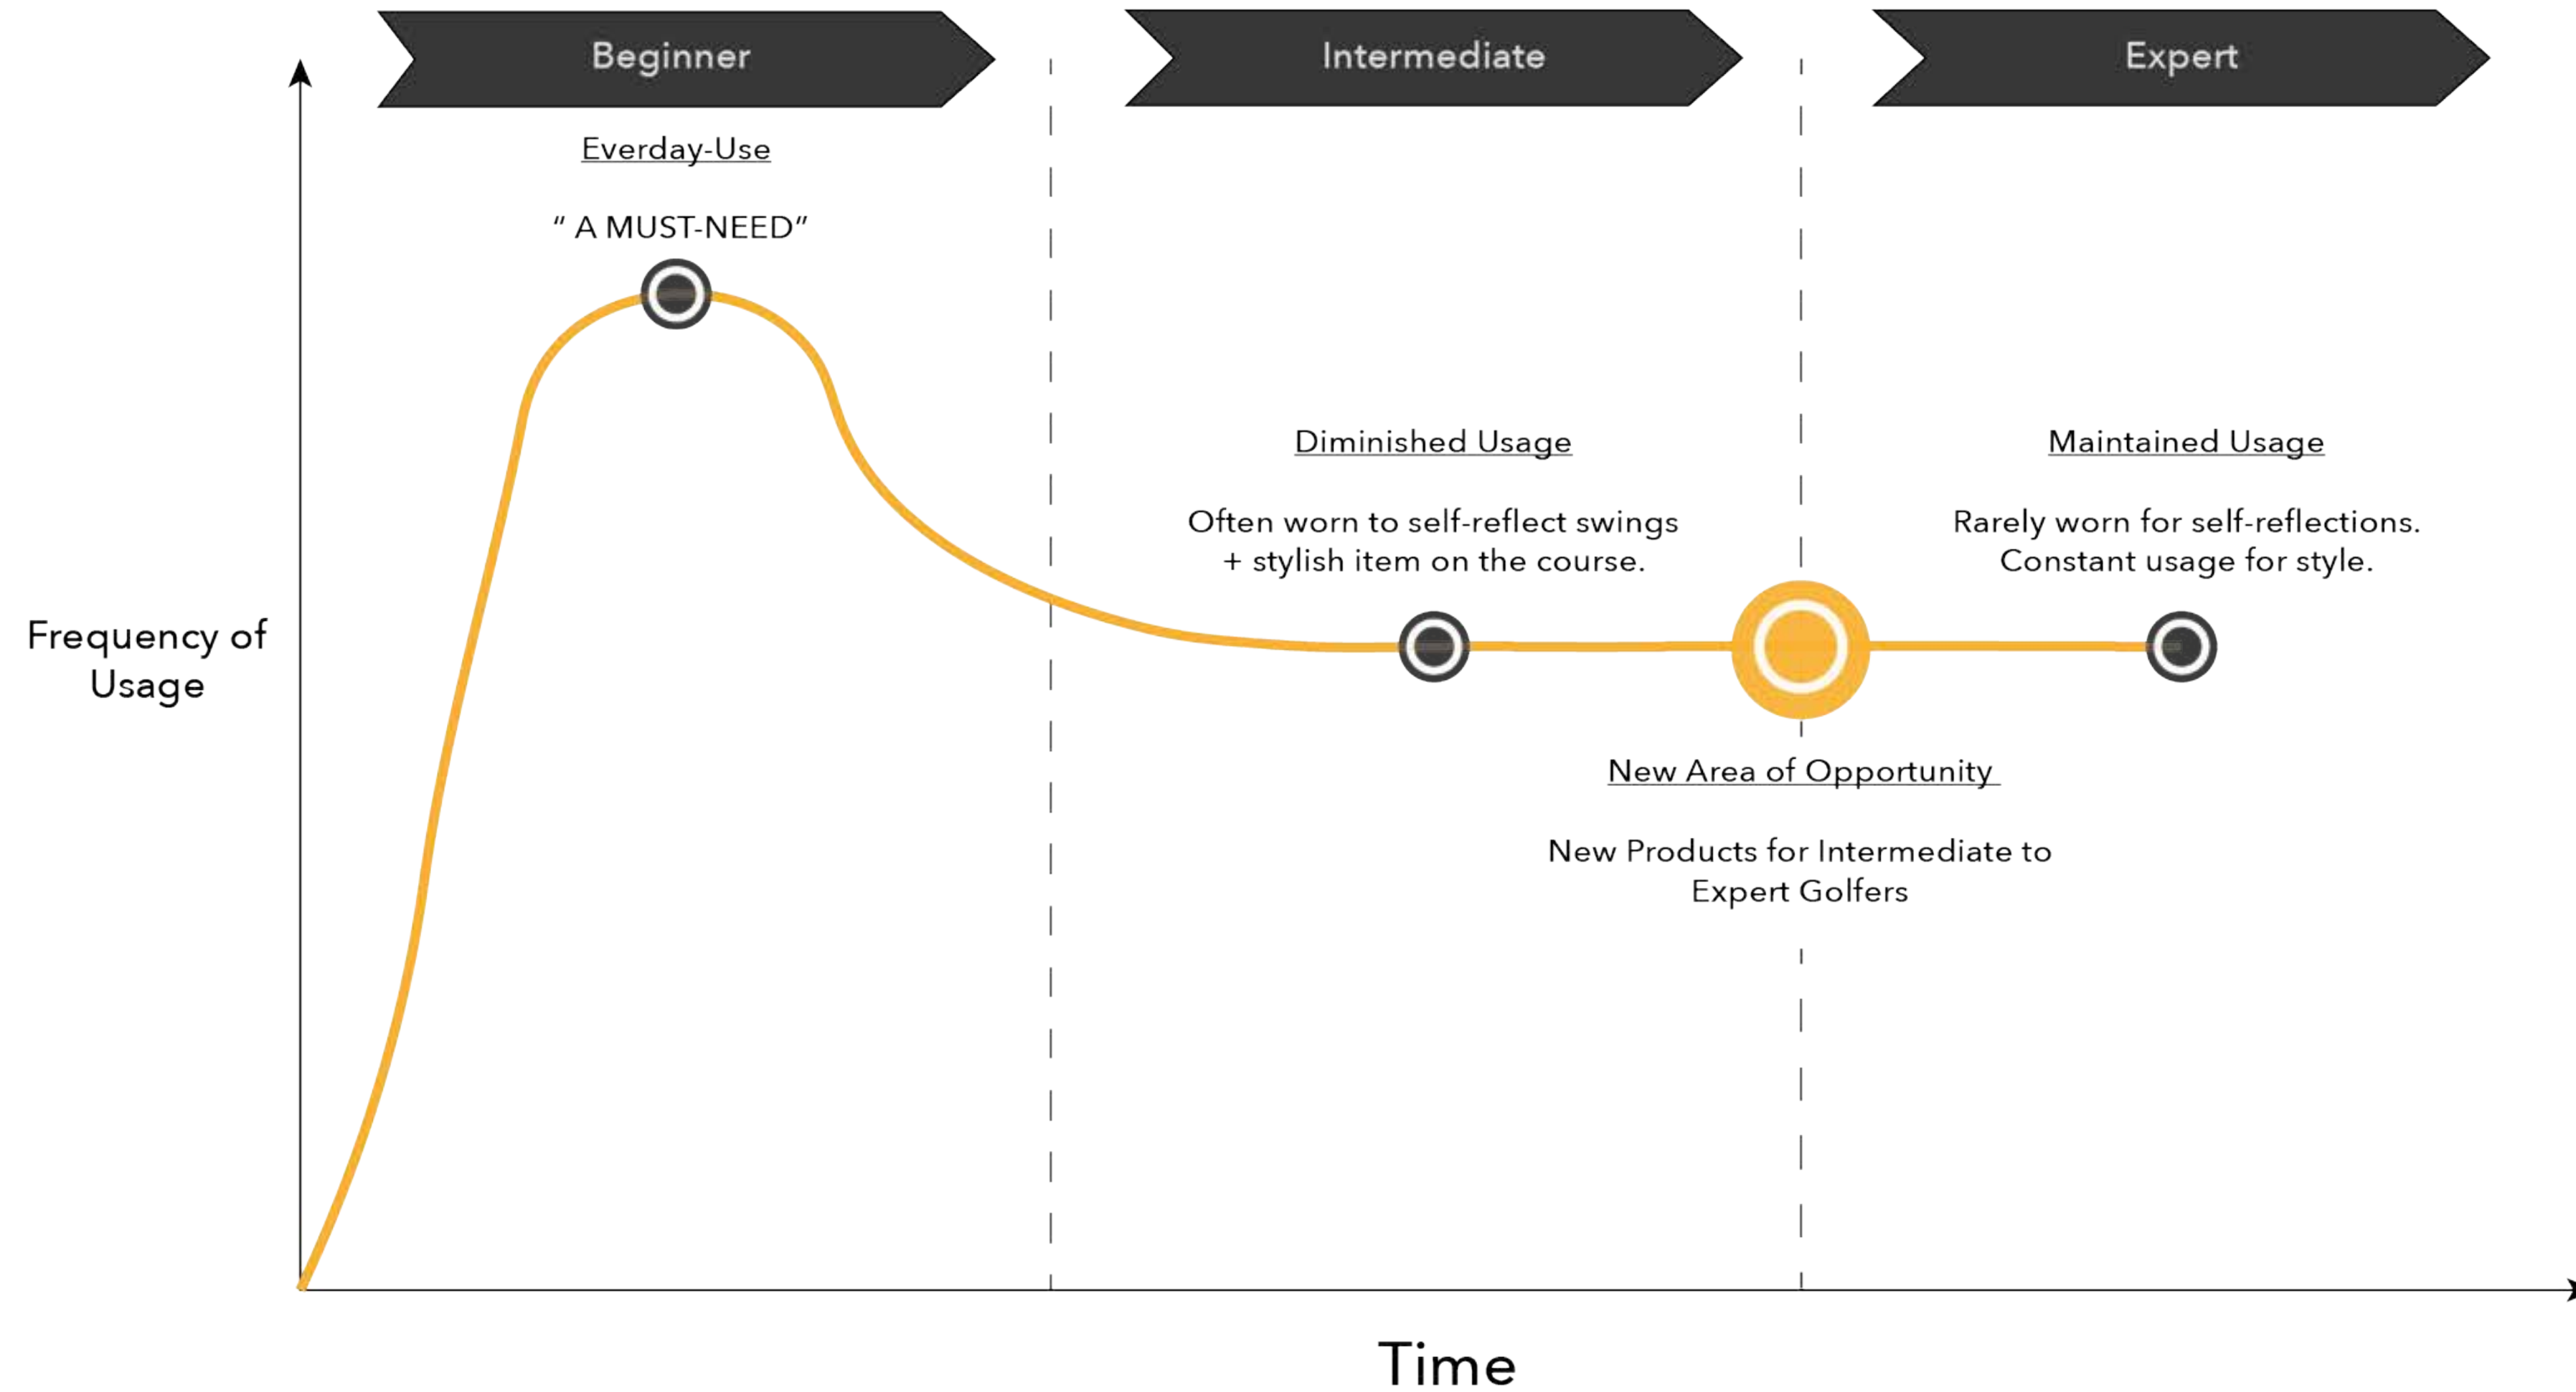 Beginner
Intermediate
Expert
Everday-Use
“ A MUST-NEED”
Diminished Usage
Often worn to self-reflect swings
+ stylish item on the course.
Maintained Usage
Rarely worn for self-reflections.
Constant usage for style.
Frequency of
Usage
New Area of Opportunity
New Products for Intermediate to
Expert Golfers
Time